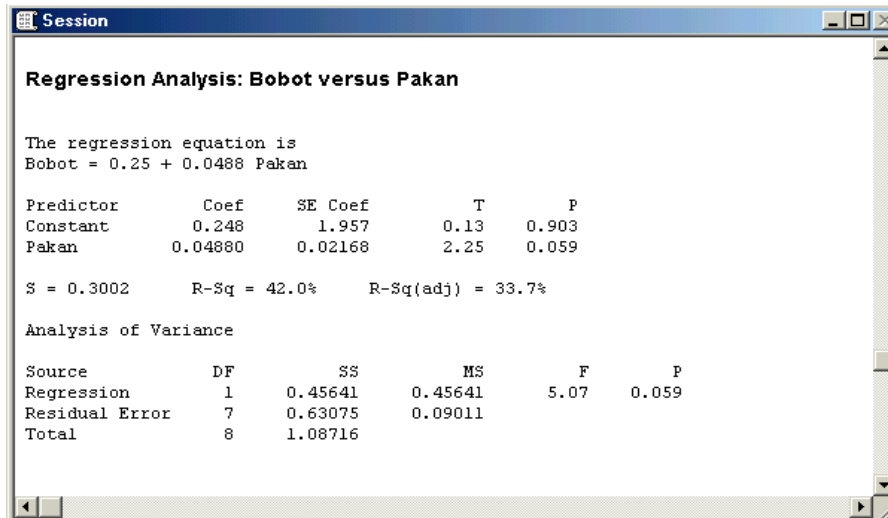 Session
Regression Analysis: Bobot versus Pakan
The regression equation is
Bobot = 0.25 + 0.0488 Pakan
Predictor Coef SE Coef T P
Constant 0.248 1.957 0.13 0.903
Pakan 0.04880 0.02168 2.25 0.059
S = 0.3002 R-Sq = 42.0% R-Sq(adj) = 33.7%
Analysis of Variance
Source DF SS MS F P
Regression 1 0.45641 0.45641 5.07 0.059
Residual Error 7 0.63075 0.09011
Total 8 1.08716